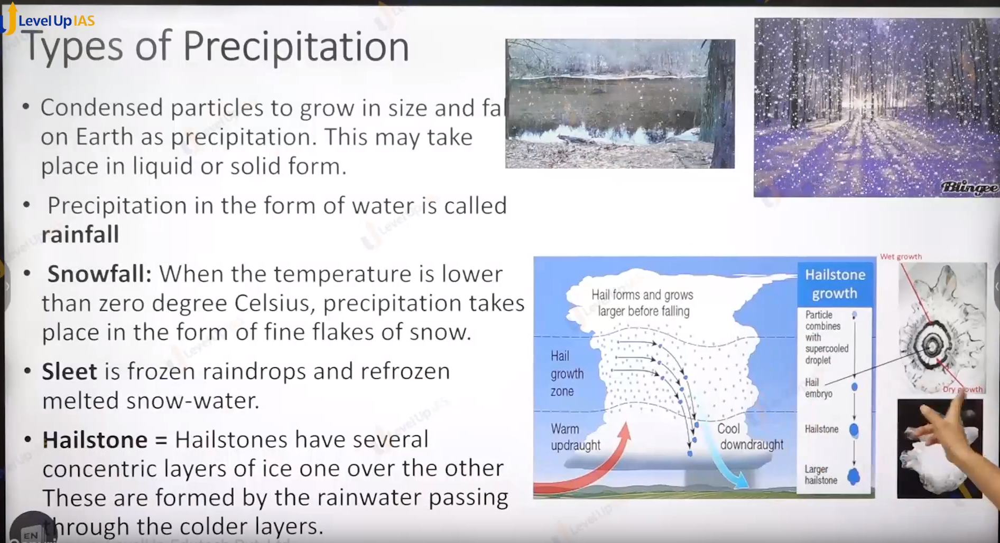 Level Up IAS
Types of Precipitation
• Condensed particles to grow in size and fal
on Earth as precipitation. This may take
place in liquid or solid form.
• Precipitation in the form of water is called
rainfall
• Snowfall: When the temperature is lower
than zero degree Celsius, precipitation takes
place in the form of fine flakes of snow.
• Sleet is frozen raindrops and refrozen
melted snow-water.
• Hailstone = Hailstones have several
concentric layers of ice one over the other
These are formed by the rainwater passing
through the colder layers.
EN
Blingee
Hail forms and grows
larger before falling
Hail
growth
zone
Warm
updraught
Cool
downdraught
Hailstone
growth
Particle
combines
with
supercooled
droplet
Hail
embryo
Hailstone
Larger
hailstone
Wet growth
Dry growth